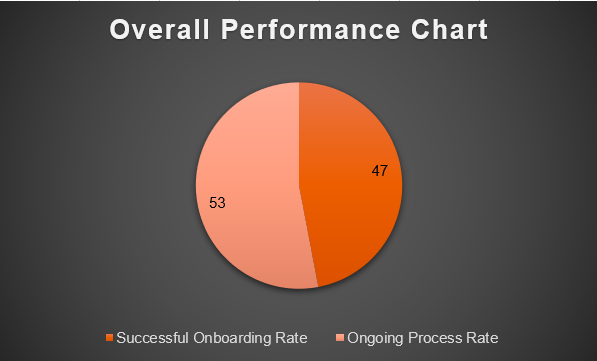 Overall Performance Chart
47
53
Successful Onboarding Rate
Ongoing Process Rate